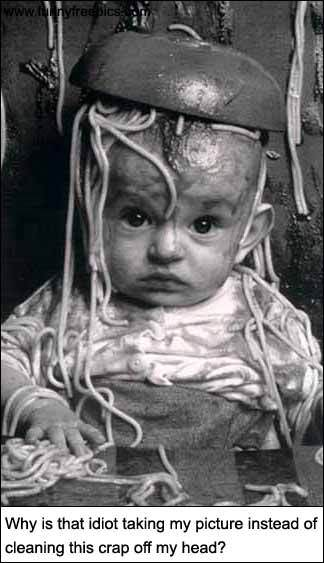 www.funnyfreepics.com
Why is that idiot taking my picture instead of
cleaning this crap off my head?